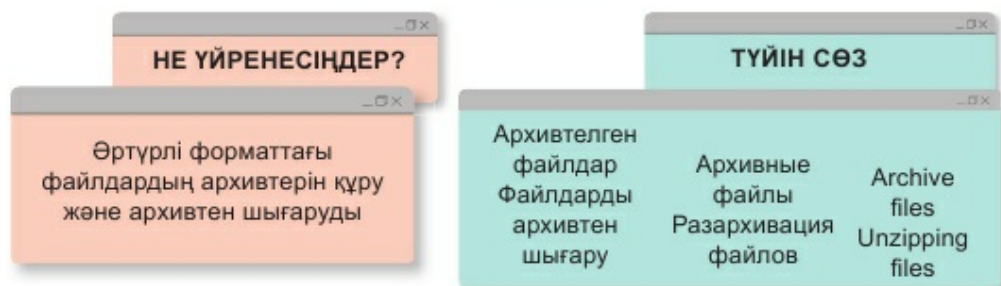 НЕ ҮЙРЕНЕСІҢДЕР?
Әртүрлі форматтағы
файлдардың архивтерін құру
және архивтен шығаруды
ТҮЙІН СӨЗ
Архивтелген
файлдар
Файлдарды
архивтен
шығару
Архивные
файлы
Разархивация
файлов
Archive
files
Unzipping
files